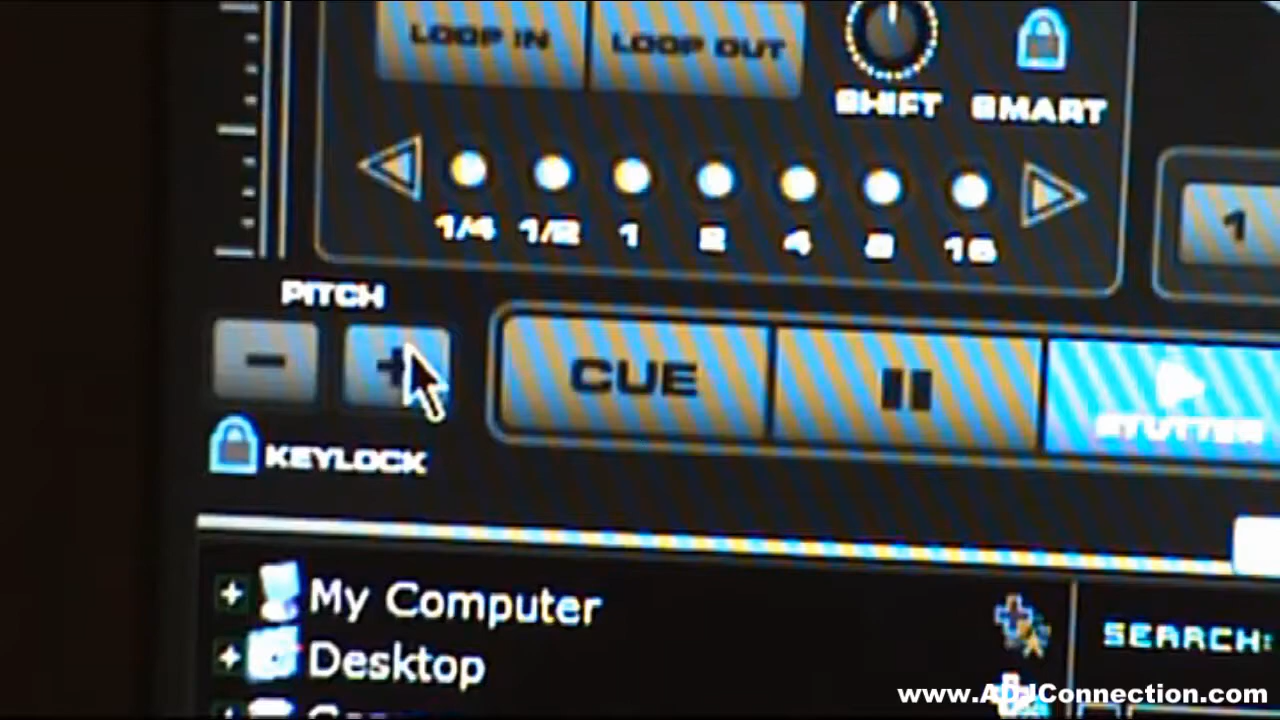 LOOP IN LOOP OUT
SHIFT SMART
1/4 1/2 1 2 4 8 16
1
PITCH
- +
CUE
STUTTER
KEYLOCK
My Computer
Desktop
SEARCH:
www.ADJConnection.com